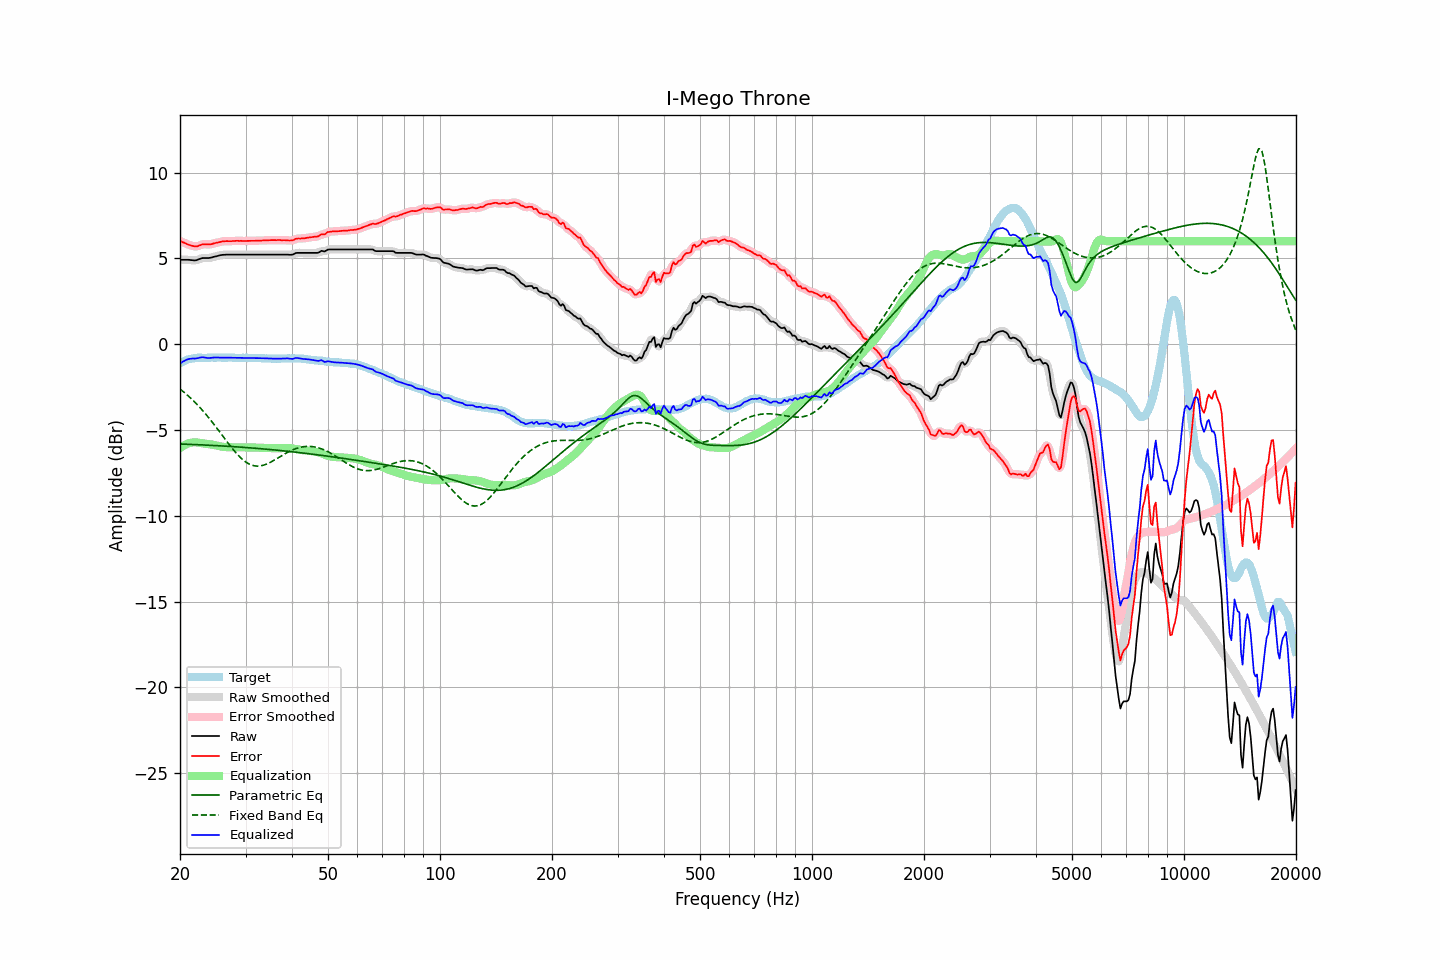 I-Mego Throne
Amplitude (dBr)
10
5
0
−5
−10
−15
−20
−25
Target
Raw Smoothed
Error Smoothed
Raw
Error
Equalization
Parametric Eq
Fixed Band Eq
Equalized
20 50 100 200 500 1000 2000 5000 10000 20000
Frequency (Hz)